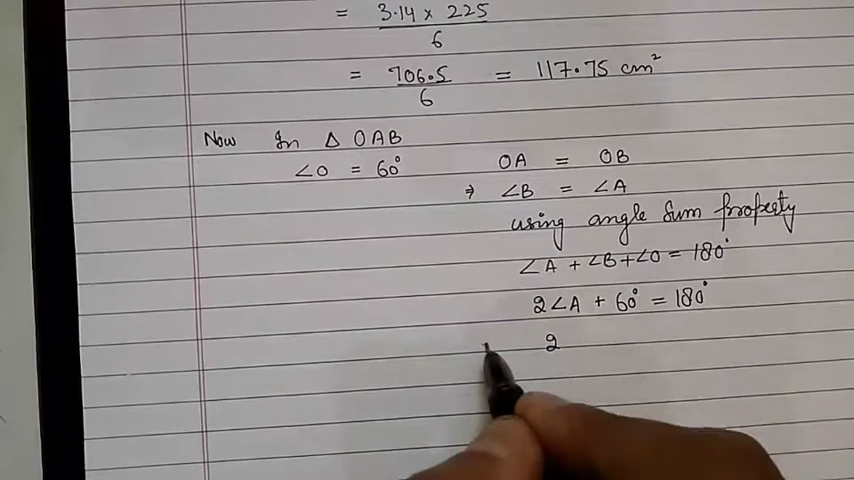 = 3.14 × 225
6
= 706.5 = 117.75 cm²
6
Now In Δ OAB
∠O = 60° OA = OB
⇒ ∠B = ∠A
using angle Sum property
∠A + ∠B + ∠O = 180°
2∠A + 60° = 180°
2